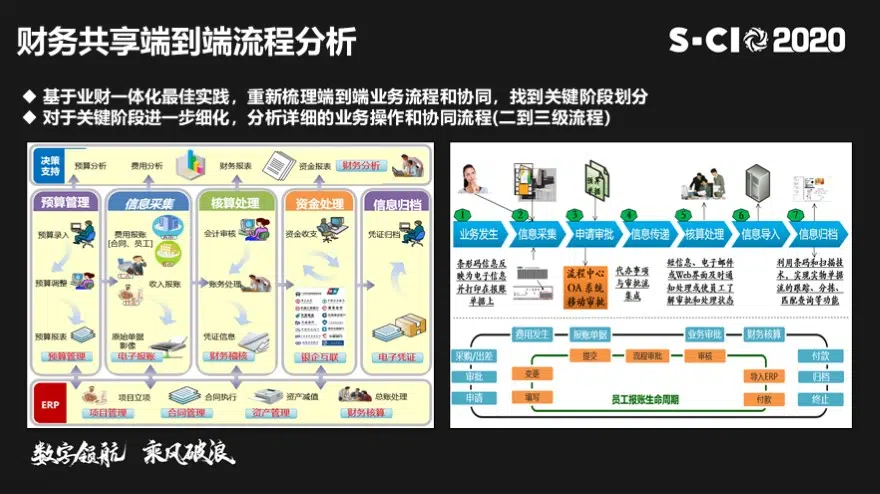 财务共享端到端流程分析
S-CIO 2020
◆ 基于业财一体化最佳实践，重新梳理端到端业务流程和协同，找到关键阶段划分
◆ 对于关键阶段进一步细化，分析详细的业务操作和协同流程(二到三级流程)
决策
支持
预算分析
费用分析
财务报表
资金报表
财务分析
预算管理
预算录入
预算调整
预算报表
预算管理
信息采集
费用报账
[合同、员工]
收入报账
原始单据
影像
电子报账
核算处理
会计审核
账务处理
凭证信息
财务稽核
资金处理
资金收支
银企互联
信息归档
凭证归档
电子凭证
ERP
项目立项
合同执行
资产减值
总账处理
项目管理
合同管理
资产管理
财务核算
1 2 3 4 5 6 7
业务发生
信息采集
申请审批
信息传递
核算处理
信息导入
信息归档
条形码信息反
映为电子信息
并打印在报账
单据上
流程中心
OA 系统
移动审批
代办事项
与审批流
集成
经信息、电子邮件
或Web界面及时通
知处理或使员工了
解审批和处理状态
利用条码和扫描技
术，实现实物单据
流的跟踪、分拣、
匹配查询等功能
费用发生
报账单据
业务审批
财务核算
采购/出差
审批
申请
变更
填写
提交
流程审批
审核
导入ERP
付款
付款
归档
终止
员工报账生命周期
数字领航 乘风破浪